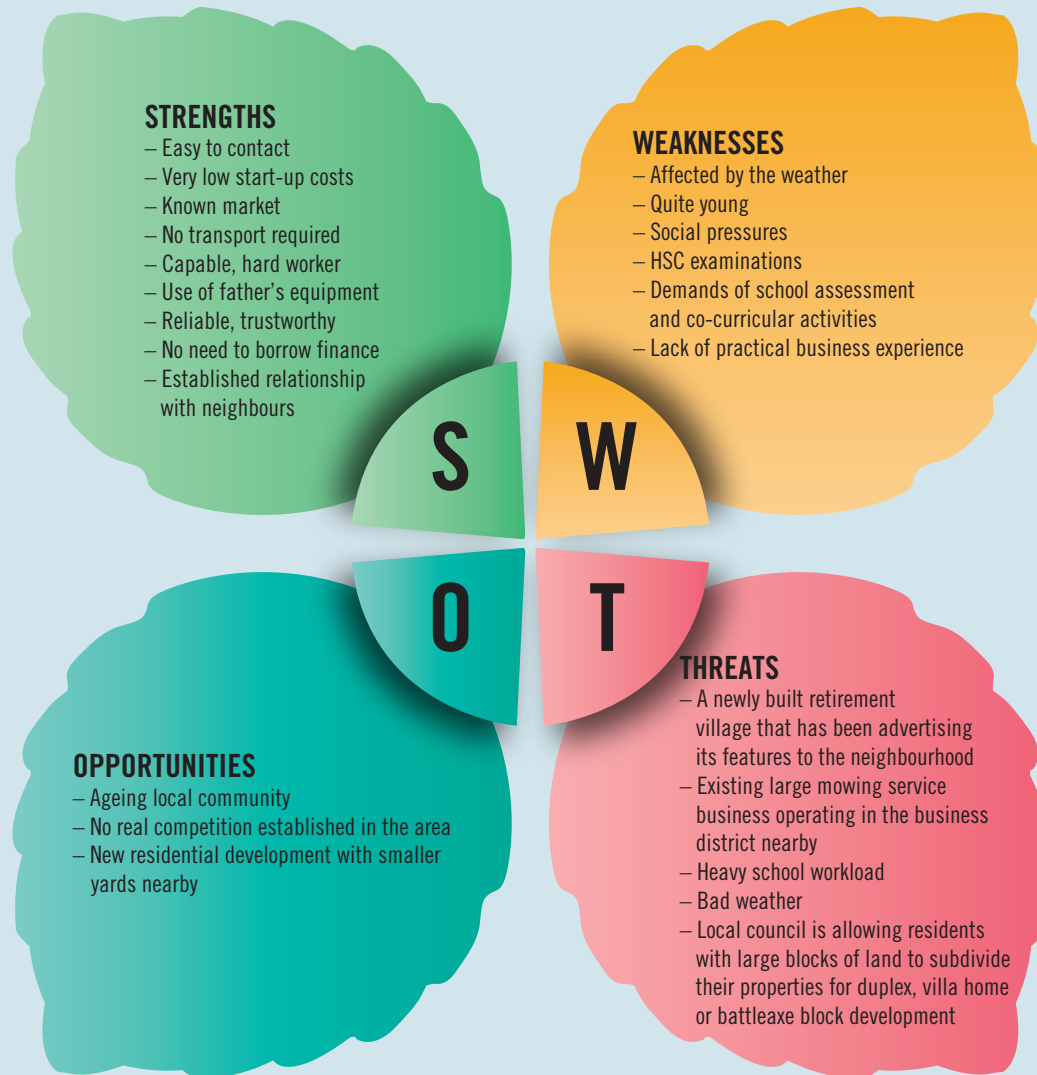 STRENGTHS
– Easy to contact
– Very low start-up costs
– Known market
– No transport required
– Capable, hard worker
– Use of father's equipment
– Reliable, trustworthy
– No need to borrow finance
– Established relationship
with neighbours
WEAKNESSES
– Affected by the weather
– Quite young
– Social pressures
– HSC examinations
– Demands of school assessment
and co-curricular activities
– Lack of practical business experience
S
W
O
T
OPPORTUNITIES
– Ageing local community
– No real competition established in the area
– New residential development with smaller
yards nearby
THREATS
– A newly built retirement
village that has been advertising
its features to the neighbourhood
– Existing large mowing service
business operating in the business
district nearby
– Heavy school workload
– Bad weather
– Local council is allowing residents
with large blocks of land to subdivide
their properties for duplex, villa home
or battleaxe block development